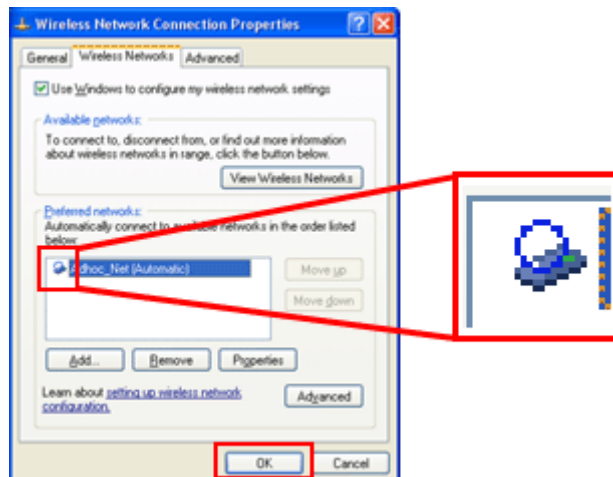 Wireless Network Connection Properties
General Wireless Networks Advanced
Use Windows to configure my wireless network settings
Available networks:
To connect to, disconnect from, or find out more information
about wireless networks in range, click the button below.
View Wireless Networks
Preferred networks:
Automatically connect to available networks in the order listed
below:
Adhoc_Net (Automatic)
Move up
Move down
Add... Remove Properties
Learn about setting up wireless network
configuration.
Advanced
OK Cancel